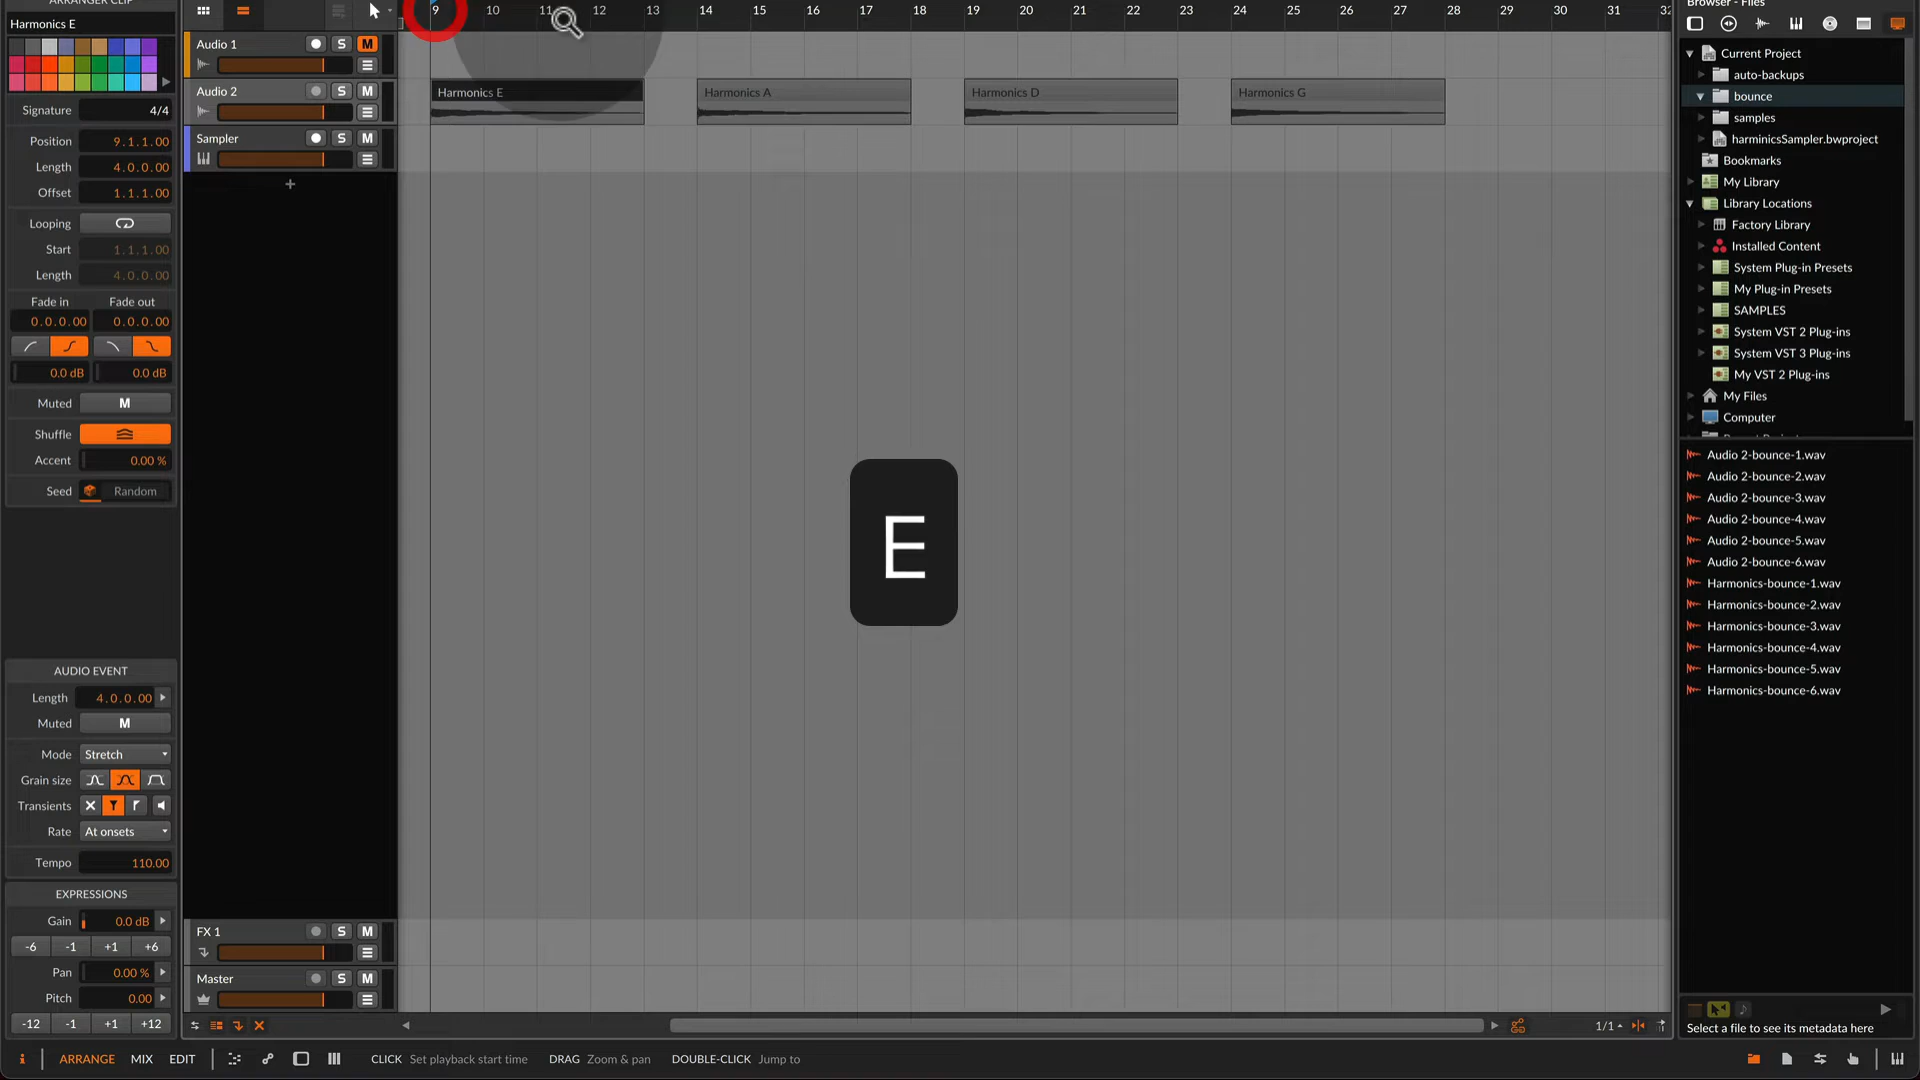 ARRANGER CLIP
Harmonics E
Signature 4/4
Position 9.1.1.00
Length 4.0.0.00
Offset 1.1.1.00
Looping
Start 1.1.1.00
Length 4.0.0.00
Fade in Fade out
0.0.0.00 0.0.0.00
0.0 dB 0.0 dB
Muted M
Shuffle
Accent 0.00 %
Seed Random
AUDIO EVENT
Length 4.0.0.00
Muted M
Mode Stretch
Grain size
Transients
Rate At onsets
Tempo 110.00
EXPRESSIONS
Gain 0.0 dB
-6 -1 +1 +6
Pan 0.00 %
Pitch 0.00
-12 -1 +1 +12
9 10 11 12 13 14 15 16 17 18 19 20 21 22 23 24 25 26 27 28 29 30 31 32
Audio 1 S M
Audio 2 S M
Harmonics E Harmonics A Harmonics D Harmonics G
Sampler S M
+
E
FX 1 S M
Master S M
1/1
Browser - Files
Current Project
auto-backups
bounce
samples
harminicsSampler.bwproject
Bookmarks
My Library
Library Locations
Factory Library
Installed Content
System Plug-in Presets
My Plug-in Presets
SAMPLES
System VST 2 Plug-ins
System VST 3 Plug-ins
My VST 2 Plug-ins
My Files
Computer
Audio 2-bounce-1.wav
Audio 2-bounce-2.wav
Audio 2-bounce-3.wav
Audio 2-bounce-4.wav
Audio 2-bounce-5.wav
Audio 2-bounce-6.wav
Harmonics-bounce-1.wav
Harmonics-bounce-2.wav
Harmonics-bounce-3.wav
Harmonics-bounce-4.wav
Harmonics-bounce-5.wav
Harmonics-bounce-6.wav
Select a file to see its metadata here
i ARRANGE MIX EDIT CLICK Set playback start time DRAG Zoom & pan DOUBLE-CLICK Jump to